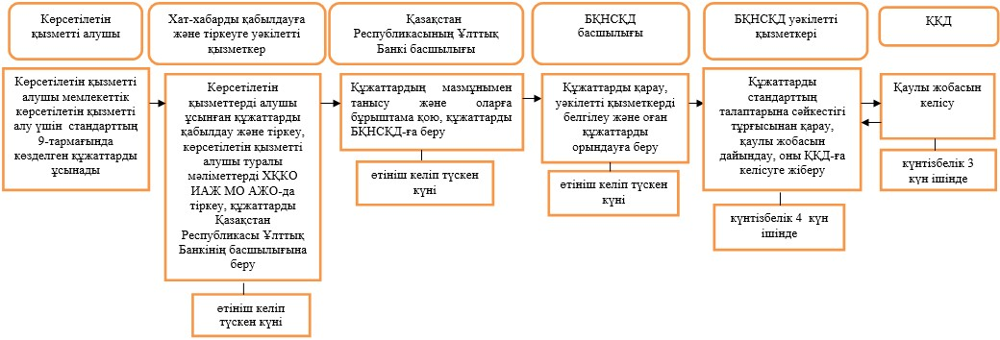 Көрсетілетін
қызметті алушы
Хат-хабарды қабылдауға
және тіркеуге уәкілетті
қызметкер
Қазақстан
Республикасының Ұлттық
Банкі басшылығы
БҚНСҚД
басшылығы
БҚНСҚД уәкілетті
қызметкері
ҚҚД
Көрсетілетін қызметті
алушы мемлекеттік
көрсетілетін қызметті
алу үшін стандарттың
9-тармағында
көзделген құжаттарды
ұсынады
Көрсетілетін
қызметтерді алушы
ұсынған құжаттарды
қабылдау және тіркеу,
көрсетілетін қызметті
алушы туралы
мәліметтерді ХҚКО
ИАЖ МО АЖО-да
тіркеу, құжаттарды
Қазақстан
Республикасы Ұлттық
Банкінің басшылығына
беру
өтініш келіп
түскен күні
Құжаттардың мазмұнымен
танысу және оларға
бұрыштама қою, құжаттарды
БҚНСҚД-ға беру
өтініш келіп түскен
күні
Құжаттарды қарау,
уәкілетті қызметкерді
белгілеу және оған
құжаттарды
орындауға беру
өтініш келіп түскен
күні
Құжаттарды
стандарттың
талаптарына сәйкестігі
тұрғысынан қарау,
қаулы жобасын
дайындау, оны ҚҚД-ға
келісуге жіберу
күнтізбелік 4 күн
ішінде
Қаулы жобасын
келісу
күнтізбелік 3
күн ішінде